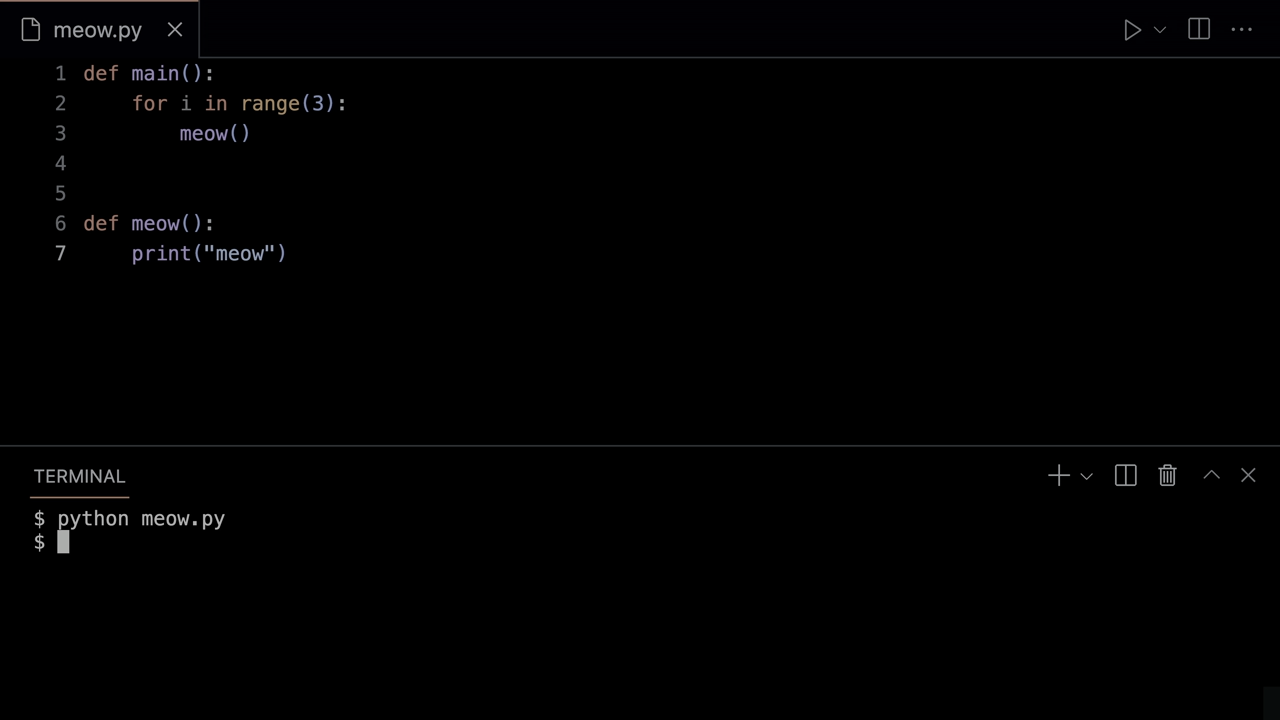 meow.py
1 def main():
2     for i in range(3):
3         meow()
4
5
6 def meow():
7     print("meow")
TERMINAL
$ python meow.py
$